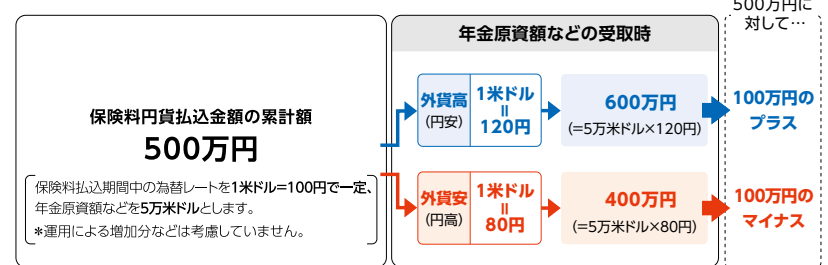 500万円に
対して…
年金原資額などの受取時
保険料円貨払込金額の累計額
500万円
保険料払込期間中の為替レートを1米ドル=100円で一定、
年金原資額などを5万米ドルとします。
*運用による増加分などは考慮していません。
外貨高
(円安)
1米ドル
=
120円
600万円
(=5万米ドル×120円)
100万円の
プラス
外貨安
(円高)
1米ドル
=
80円
400万円
(=5万米ドル×80円)
100万円の
マイナス